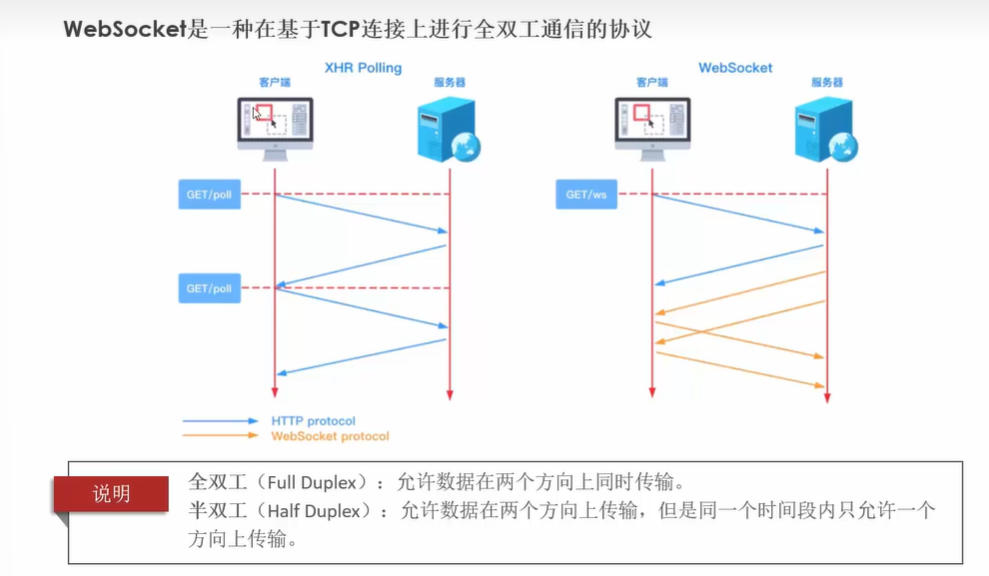 WebSocket是一种在基于TCP连接上进行全双工通信的协议
XHR Polling
客户端
服务器
GET/poll
GET/poll
WebSocket
客户端
服务器
GET/ws
HTTP protocol
WebSocket protocol
说明
全双工（Full Duplex）：允许数据在两个方向上同时传输。
半双工（Half Duplex）：允许数据在两个方向上传输，但是同一个时间段内只允许一个
方向上传输。